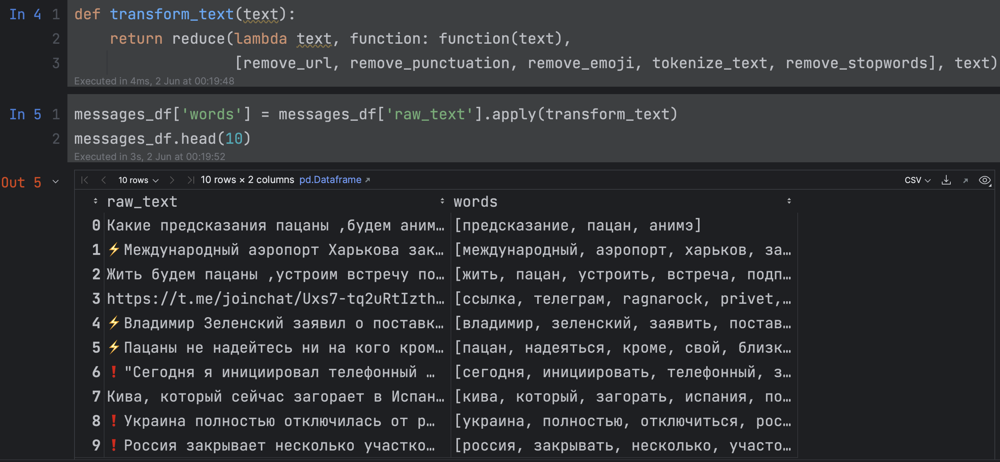 In 4 1 def transform_text(text):
2 return reduce(lambda text, function: function(text),
3 [remove_url, remove_punctuation, remove_emoji, tokenize_text, remove_stopwords], text)
Executed in 4ms, 2 Jun at 00:19:48
In 5 1 messages_df['words'] = messages_df['raw_text'].apply(transform_text)
2 messages_df.head(10)
Executed in 3s, 2 Jun at 00:19:52
Out 5 10 rows 10 rows × 2 columns pd.Dataframe CSV
raw_text words
0 Какие предсказания пацаны ,будем аним… [предсказание, пацан, анимэ]
1 ⚡Международный аэропорт Харькова зак… [международный, аэропорт, харьков, за…
2 Жить будем пацаны ,устроим встречу по… [жить, пацан, устроить, встреча, подп…
3 https://t.me/joinchat/Uxs7-tq2uRtIzth… [ссылка, телеграм, ragnarock, privet,…
4 ⚡Владимир Зеленский заявил о поставк… [владимир, зеленский, заявить, постав…
5 ⚡Пацаны не надейтесь ни на кого кром… [пацан, надеяться, кроме, свой, близк…
6 ❗"Сегодня я инициировал телефонный … [сегодня, инициировать, телефонный, з…
7 Кива, который сейчас загорает в Испан… [кива, который, загорать, испания, по…
8 ❗Украина полностью отключилась от р… [украина, полностью, отключиться, рос…
9 ❗Россия закрывает несколько участко… [россия, закрывать, несколько, участо…